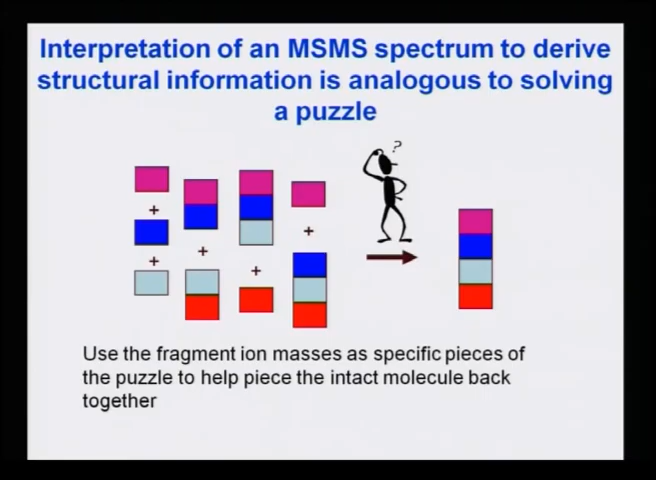 Interpretation of an MSMS spectrum to derive
structural information is analogous to solving
a puzzle
?
+
+
+
+
+
+
Use the fragment ion masses as specific pieces of
the puzzle to help piece the intact molecule back
together